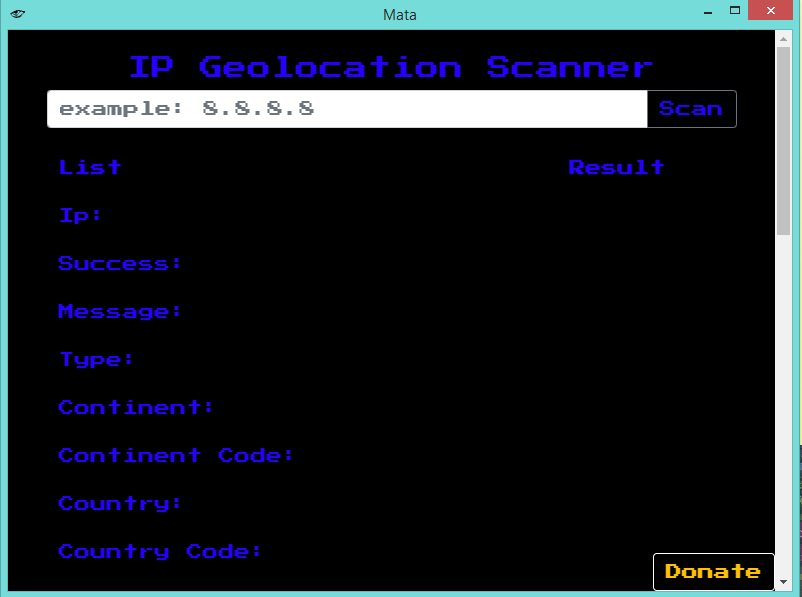 Mata
IP Geolocation Scanner
example: 8.8.8.8 Scan
List Result
Ip:
Success:
Message:
Type:
Continent:
Continent Code:
Country:
Country Code:
Donate